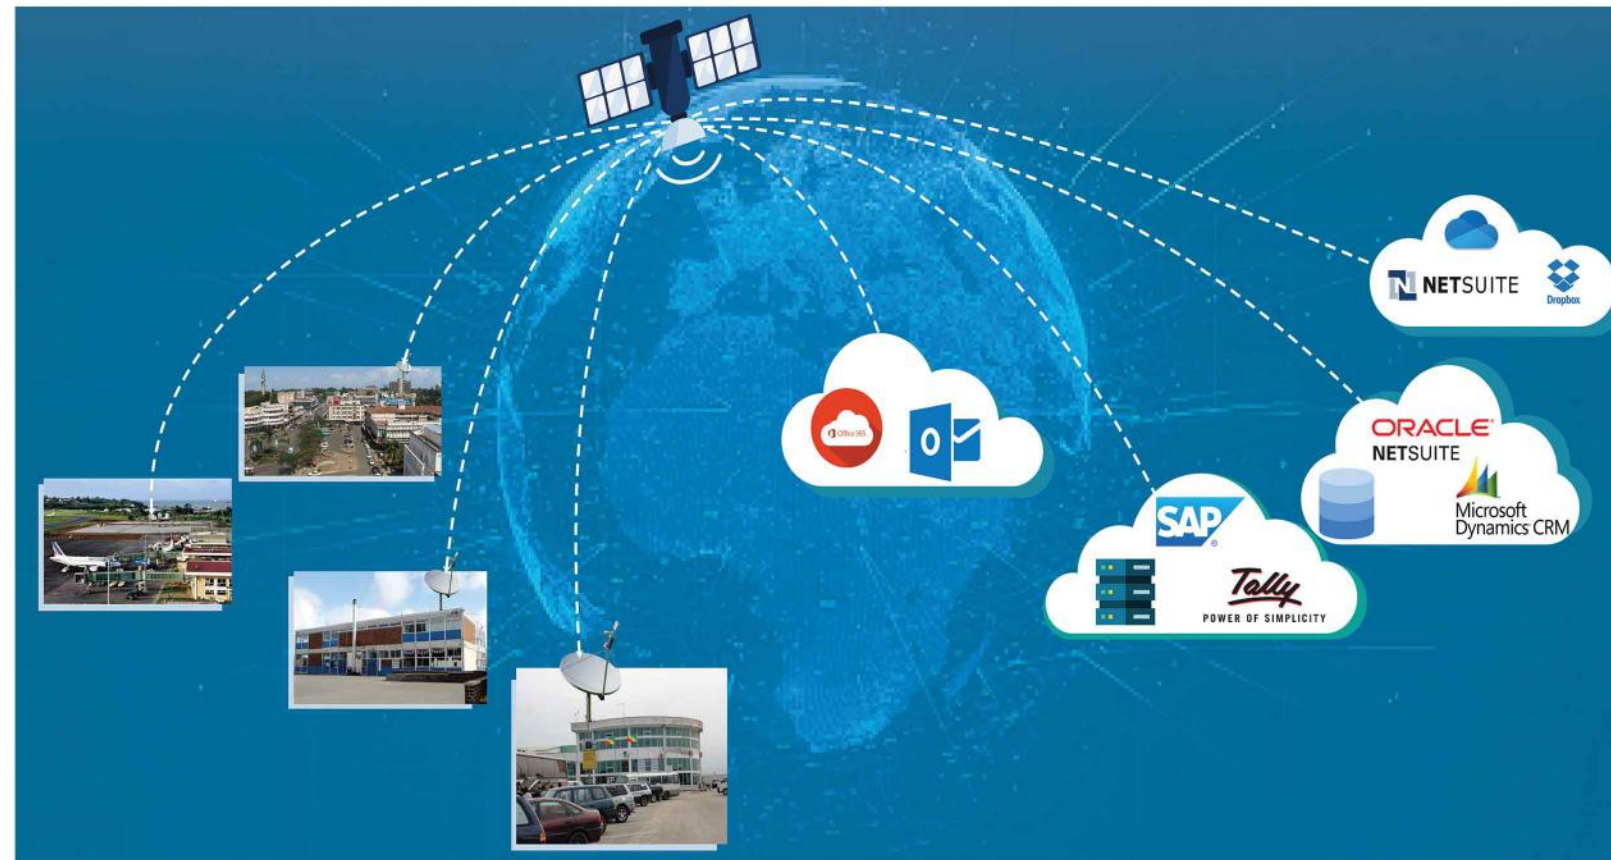 NETSUITE
Dropbox
Office 365
ORACLE®
NETSUITE
Microsoft
Dynamics CRM
SAP®
Tally
POWER OF SIMPLICITY